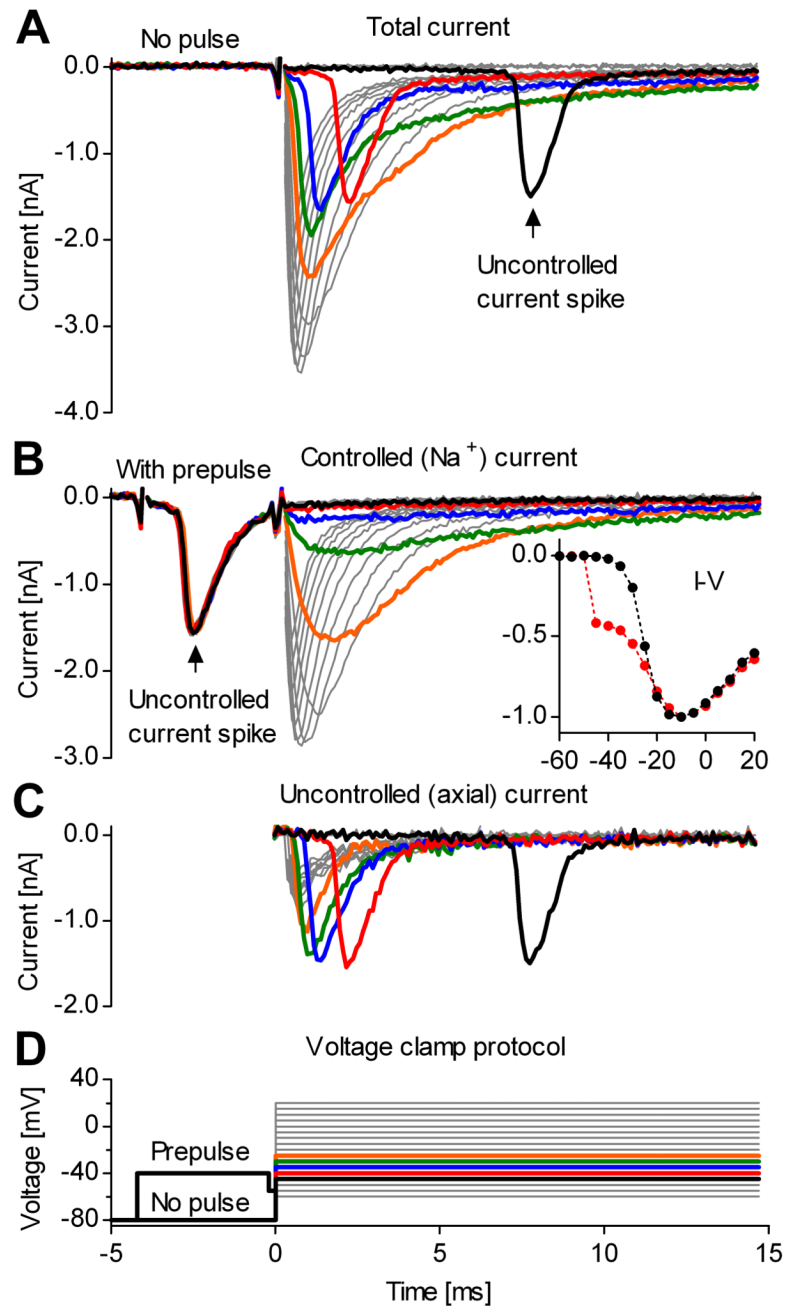 A
No pulse
Total current
0.0
-1.0
-2.0
-3.0
-4.0
Current [nA]
Uncontrolled
current spike
B
With prepulse
Controlled (Na+) current
0.0
-1.0
-2.0
-3.0
Current [nA]
Uncontrolled
current spike
I-V
0.0
-0.5
-1.0
-60 -40 -20 0 20
C
Uncontrolled (axial) current
0.0
-1.0
-2.0
Current [nA]
D
Voltage clamp protocol
40
0
-40
-80
Voltage [mV]
Prepulse
No pulse
-5 0 5 10 15
Time [ms]